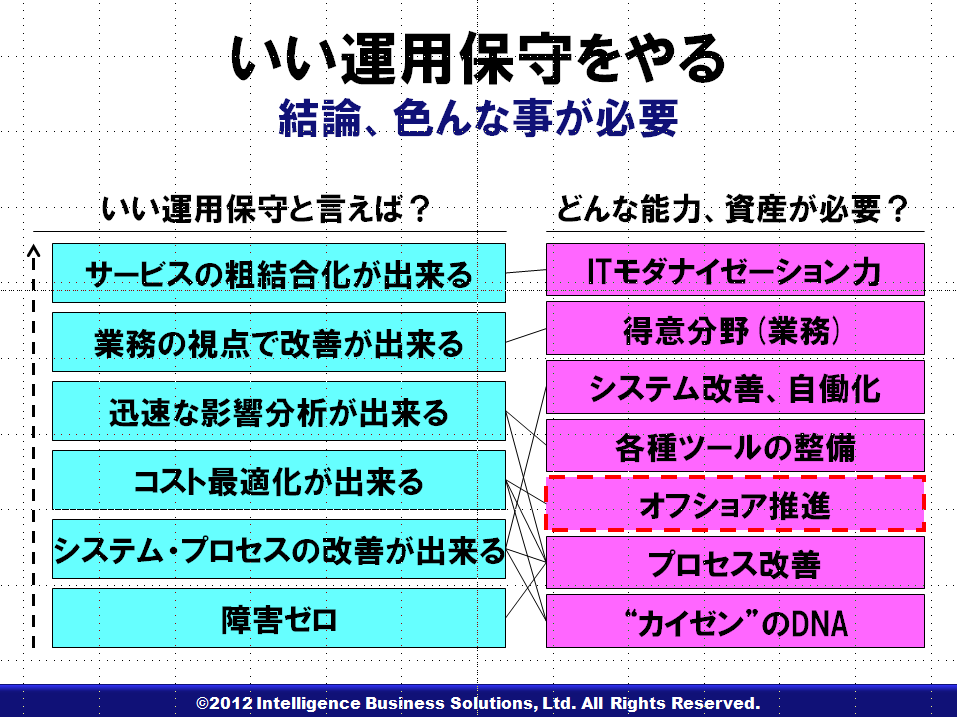 いい運用保守をやる
結論、色んな事が必要
いい運用保守と言えば？
サービスの粗結合化が出来る
業務の視点で改善が出来る
迅速な影響分析が出来る
コスト最適化が出来る
システム・プロセスの改善が出来る
障害ゼロ
どんな能力、資産が必要？
ITモダナイゼーション力
得意分野(業務)
システム改善、自働化
各種ツールの整備
オフショア推進
プロセス改善
“カイゼン”のDNA
©2012 Intelligence Business Solutions, Ltd. All Rights Reserved.